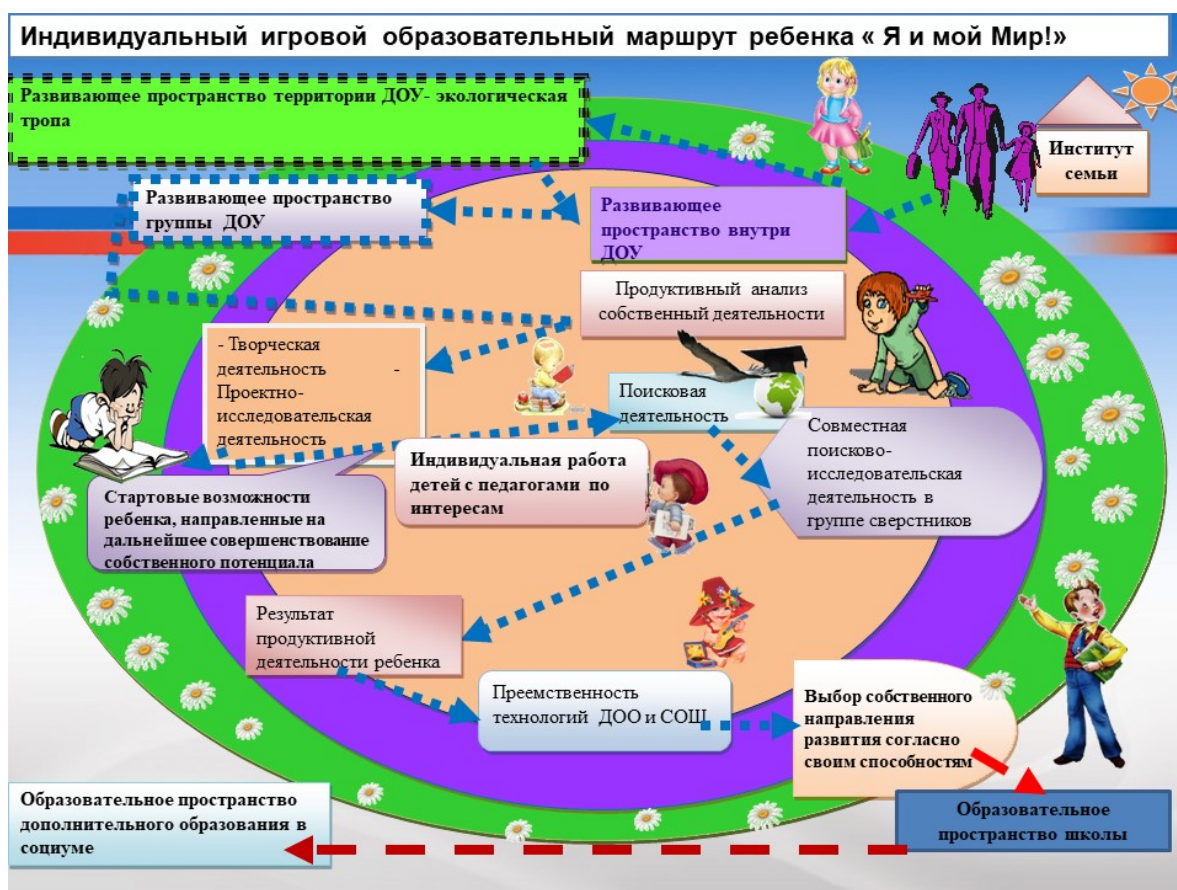 Индивидуальный игровой образовательный маршрут ребенка « Я и мой Мир!»
Развивающее пространство территории ДОУ- экологическая
тропа
Институт
семьи
Развивающее пространство
группы ДОУ
Развивающее
пространство внутри
ДОУ
Продуктивный анализ
собственный деятельности
- Творческая
деятельность -
Проектно-
исследовательская
деятельность
Поисковая
деятельность
Совместная
поисково-
исследовательская
деятельность в
группе сверстников
Индивидуальная работа
детей с педагогами по
интересам
Стартовые возможности
ребенка, направленные на
дальнейшее совершенствование
собственного потенциала
Результат
продуктивной
деятельности ребенка
Преемственность
технологий ДОО и СОШ
Выбор собственного
направления
развития согласно
своим способностям
Образовательное пространство
дополнительного образования в
социуме
Образовательное
пространство школы